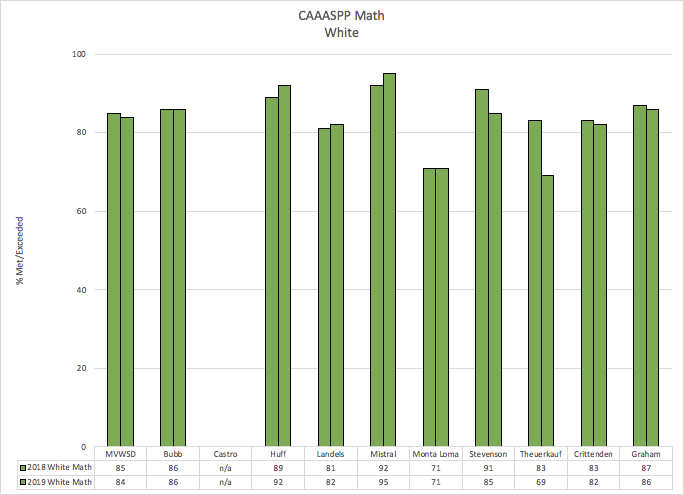 CAAASPP Math
White
100
80
60
40
20
0
% Met/Exceeded
MVWSD Bubb Castro Huff Landels Mistral Monta Loma Stevenson Theuerkauf Crittenden Graham
2018 White Math 85 86 n/a 89 81 92 71 91 83 83 87
2019 White Math 84 86 n/a 92 82 95 71 85 69 82 86